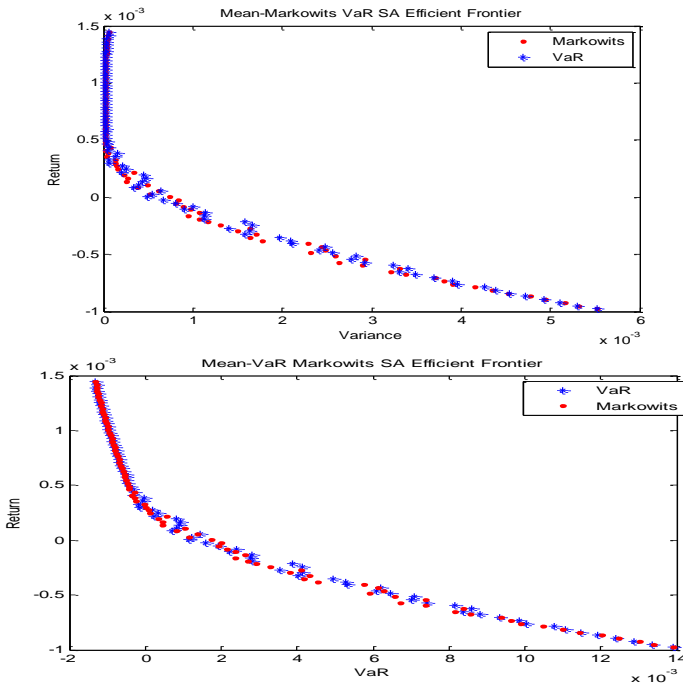 Mean-Markowits VaR SA Efficient Frontier
x 10⁻³
1.5
1
0.5
0
-0.5
-1
Return
Markowits
VaR
0 1 2 3 4 5 6
x 10⁻³
Variance
Mean-VaR Markowits SA Efficient Frontier
x 10⁻³
1.5
1
0.5
0
-0.5
-1
Return
VaR
Markowits
-2 0 2 4 6 8 10 12 14
x 10⁻³
VaR